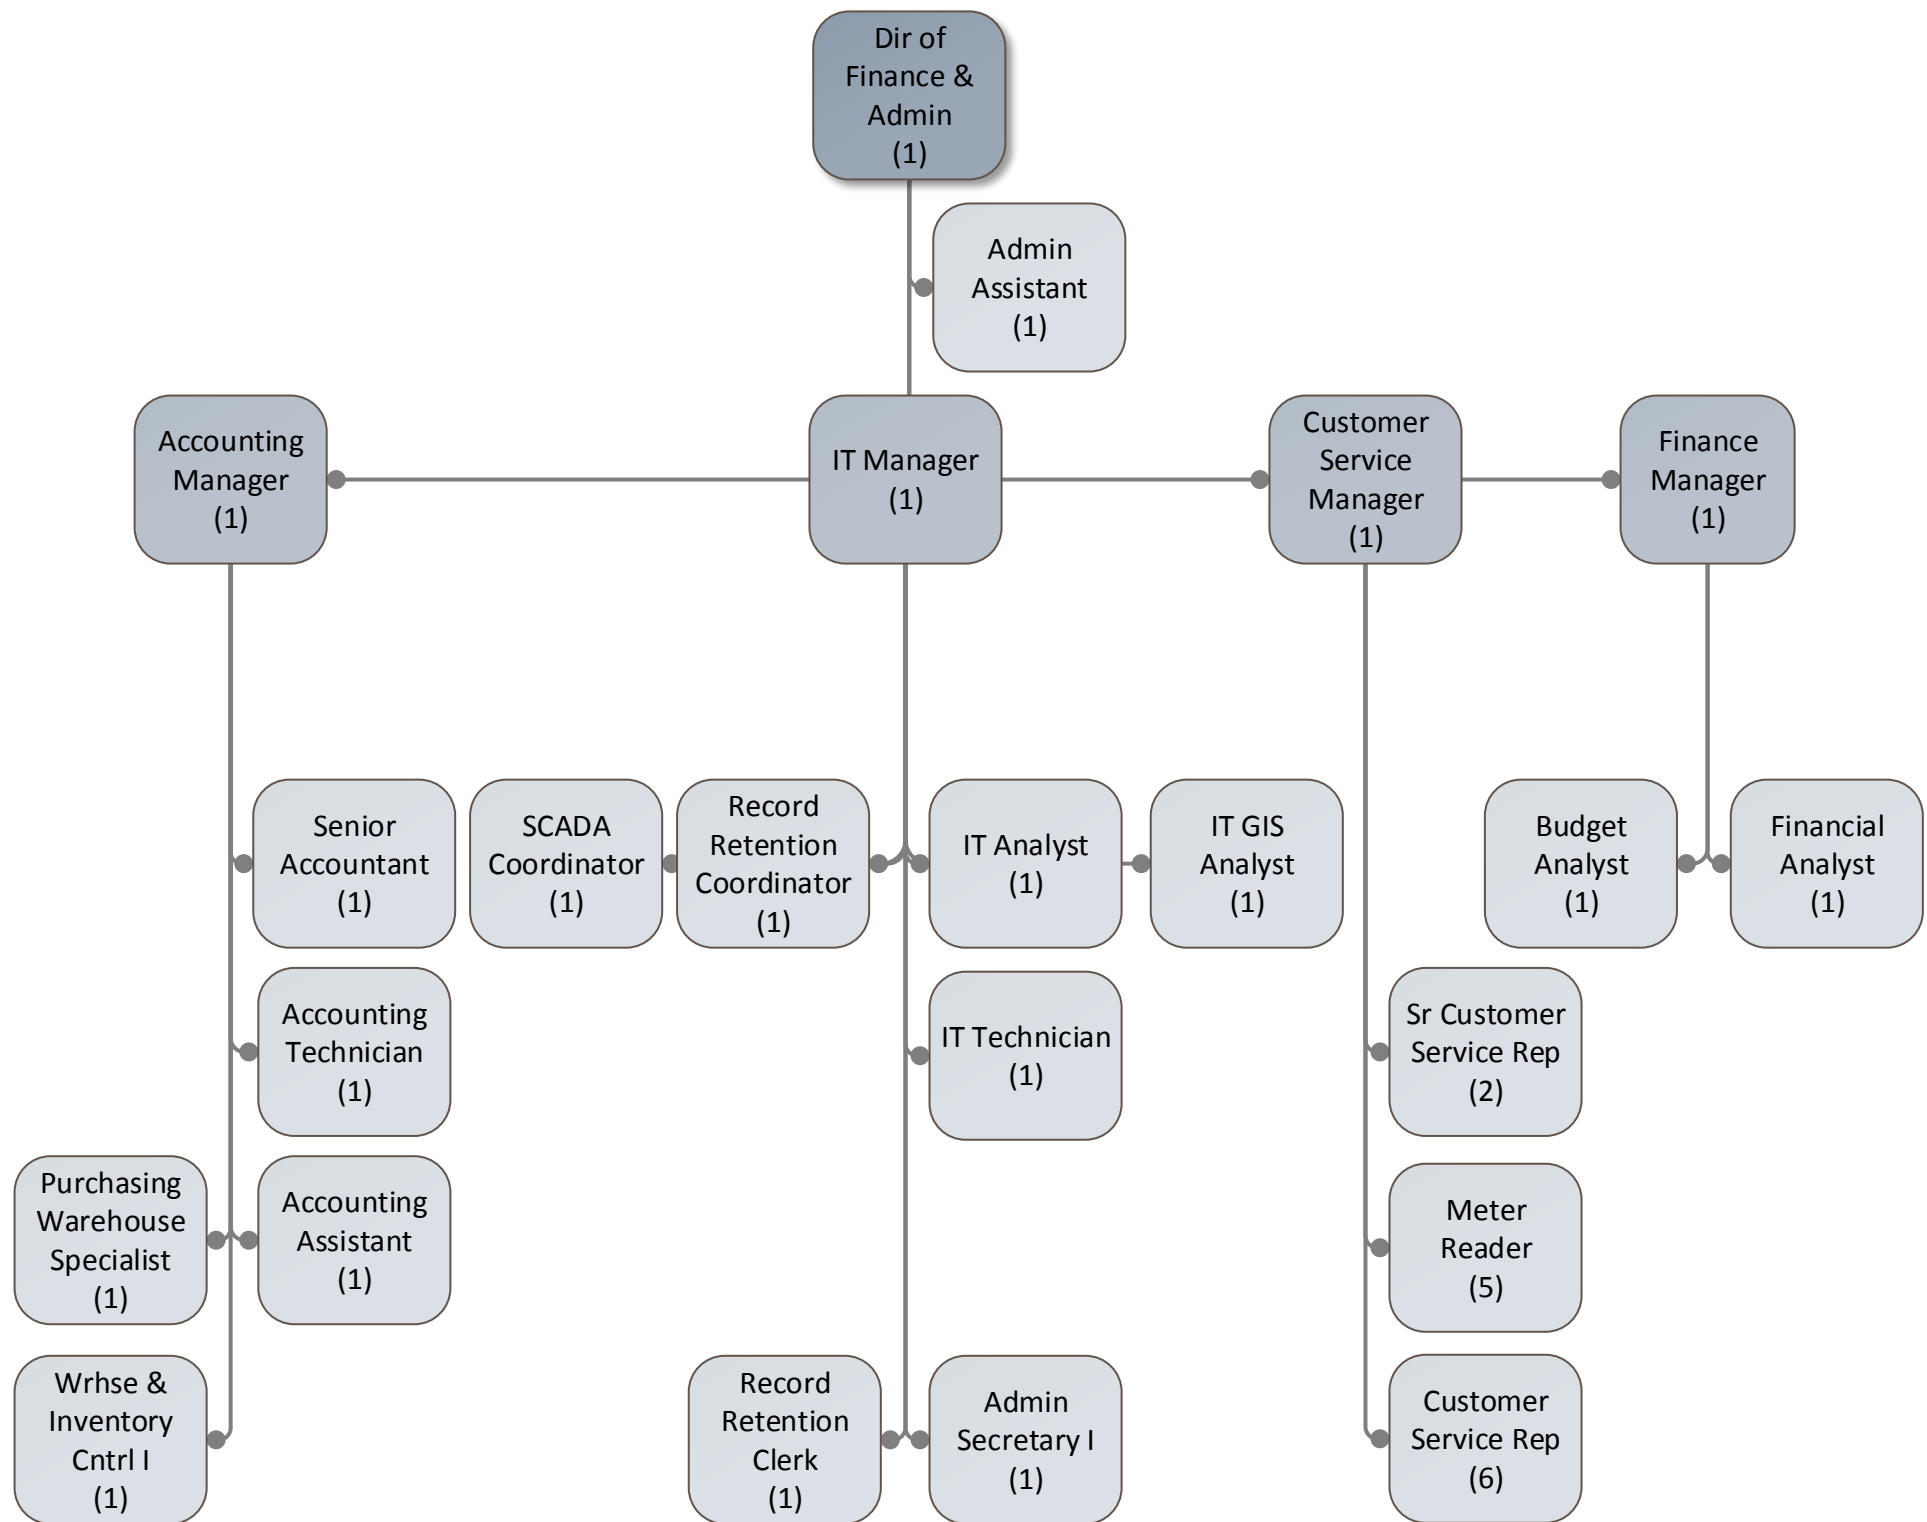 Dir of
Finance &
Admin
(1)
Admin
Assistant
(1)
Accounting
Manager
(1)
IT Manager
(1)
Customer
Service
Manager
(1)
Finance
Manager
(1)
Senior
Accountant
(1)
SCADA
Coordinator
(1)
Record
Retention
Coordinator
(1)
IT Analyst
(1)
IT GIS
Analyst
(1)
Budget
Analyst
(1)
Financial
Analyst
(1)
Accounting
Technician
(1)
IT Technician
(1)
Sr Customer
Service Rep
(2)
Purchasing
Warehouse
Specialist
(1)
Accounting
Assistant
(1)
Meter
Reader
(5)
Wrhse &
Inventory
Cntrl I
(1)
Record
Retention
Clerk
(1)
Admin
Secretary I
(1)
Customer
Service Rep
(6)